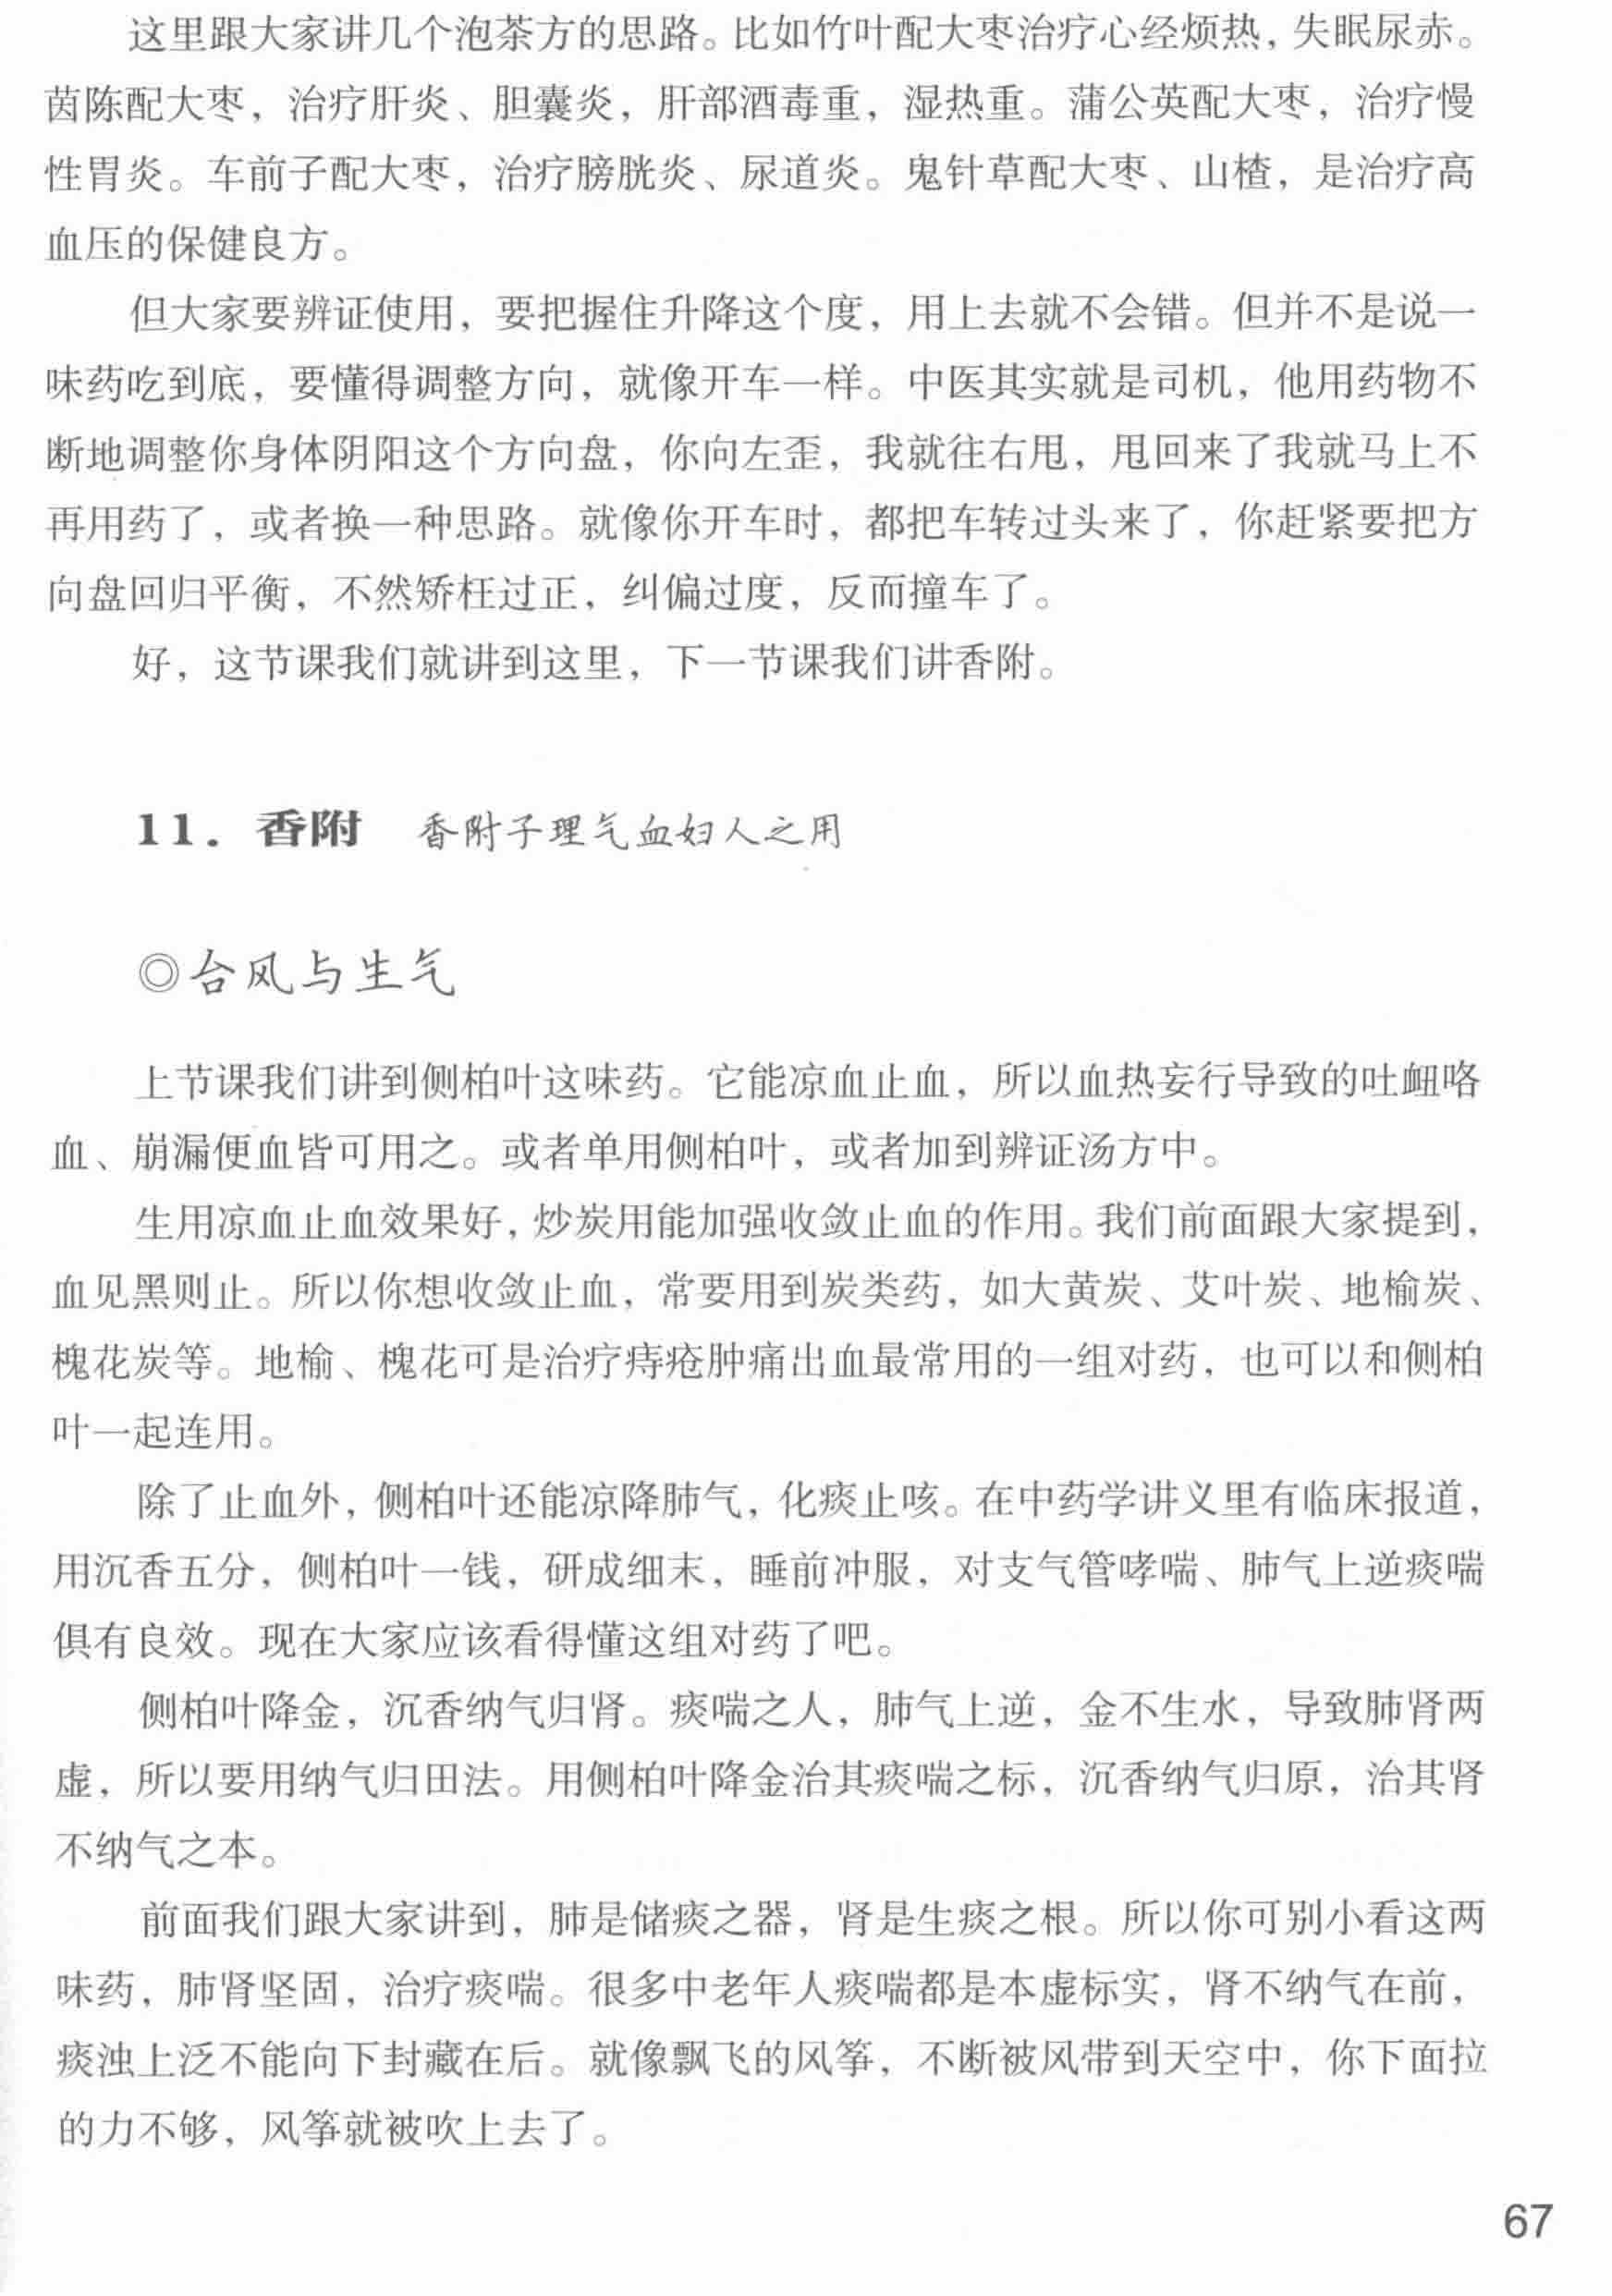 这里跟大家讲几个泡茶方的思路。比如竹叶配大枣治疗心经烦热，失眠尿赤。
茵陈配大枣，治疗肝炎、胆囊炎，肝部酒毒重，湿热重。蒲公英配大枣，治疗慢
性胃炎。车前子配大枣，治疗膀胱炎、尿道炎。鬼针草配大枣、山楂，是治疗高
血压的保健良方。
但大家要辨证使用，要把握住升降这个度，用上去就不会错。但并不是说一
味药吃到底，要懂得调整方向，就像开车一样。中医其实就是司机，他用药物不
断地调整你身体阴阳这个方向盘，你向左歪，我就往右甩，甩回来了我就马上不
再用药了，或者换一种思路。就像你开车时，都把车转过头来了，你赶紧要把方
向盘回归平衡，不然矫枉过正，纠偏过度，反而撞车了。
好，这节课我们就讲到这里，下一节课我们讲香附。
11. 香附 香附子理气血妇人之用
◎台风与生气
上节课我们讲到侧柏叶这味药。它能凉血止血，所以血热妄行导致的吐衄咯
血、崩漏便血皆可用之。或者单用侧柏叶，或者加到辨证汤方中。
生用凉血止血效果好，炒炭用能加强收敛止血的作用。我们前面跟大家提到，
血见黑则止。所以你想收敛止血，常要用到炭类药，如大黄炭、艾叶炭、地榆炭、
槐花炭等。地榆、槐花可是治疗痔疮肿痛出血最常用的一组对药，也可以和侧柏
叶一起连用。
除了止血外，侧柏叶还能凉降肺气，化痰止咳。在中药学讲义里有临床报道，
用沉香五分，侧柏叶一钱，研成细末，睡前冲服，对支气管哮喘、肺气上逆痰喘
俱有良效。现在大家应该看得懂这组对药了吧。
侧柏叶降金，沉香纳气归肾。痰喘之人，肺气上逆，金不生水，导致肺肾两
虚，所以要用纳气归田法。用侧柏叶降金治其痰喘之标，沉香纳气归原，治其肾
不纳气之本。
前面我们跟大家讲到，肺是储痰之器，肾是生痰之根。所以你可别小看这两
味药，肺肾坚固，治疗痰喘。很多中老年人痰喘都是本虚标实，肾不纳气在前，
痰浊上泛不能向下封藏在后。就像飘飞的风筝，不断被风带到天空中，你下面拉
的力不够，风筝就被吹上去了。
67